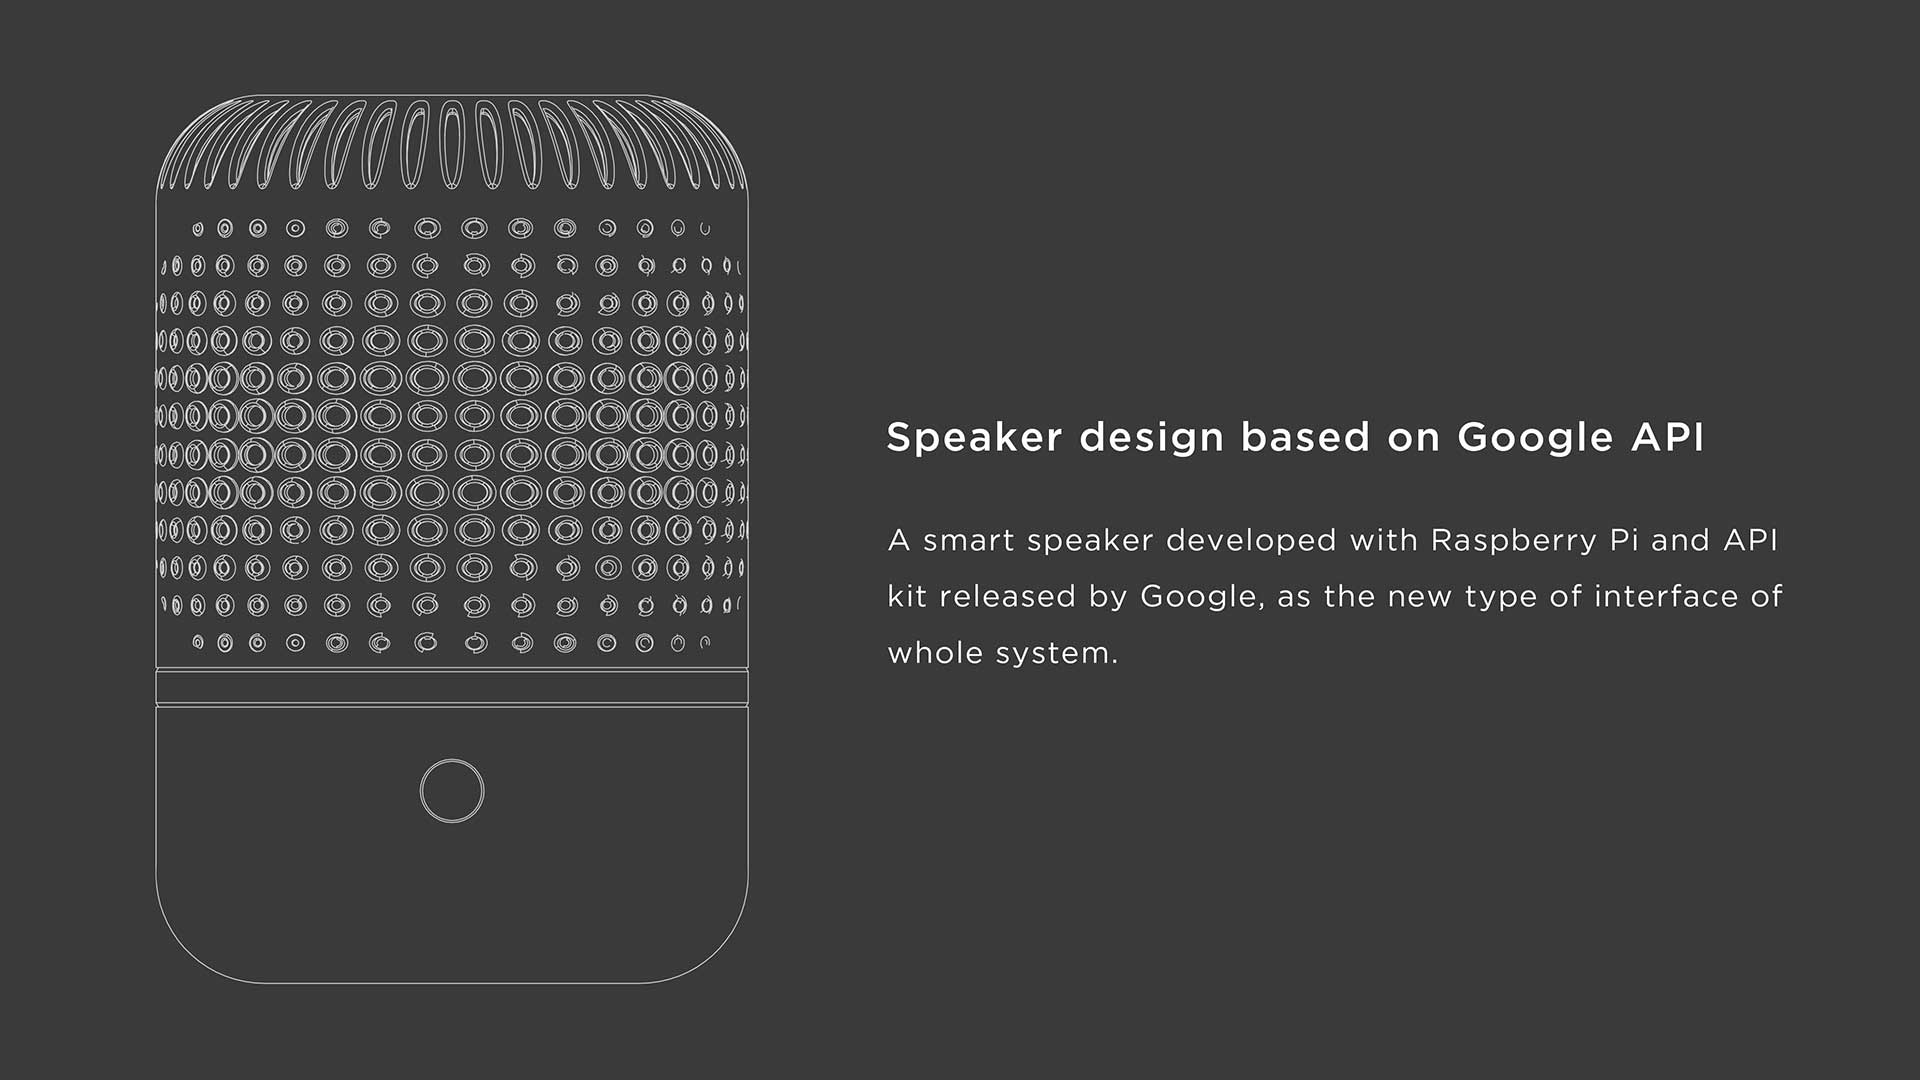 Speaker design based on Google API
A smart speaker developed with Raspberry Pi and API
kit released by Google, as the new type of interface of
whole system.